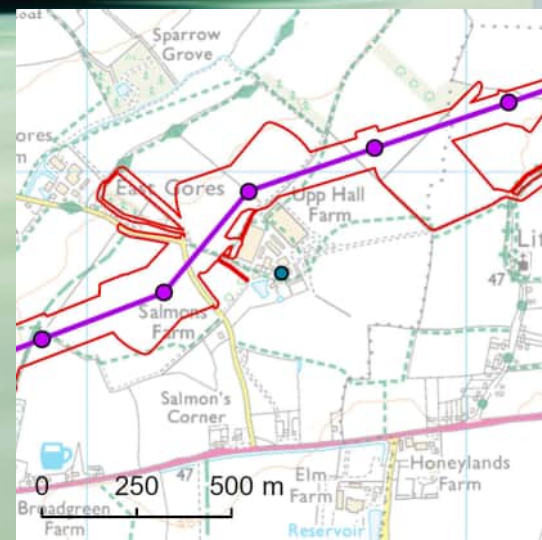 Sparrow
Grove
East Gores
Upp Hall
Farm
47
Salmons
Farm
Salmon's
Corner
47
0 250 500 m
Elm
Farm
Honeylands
Farm
Broadgreen
Farm
Reservoir